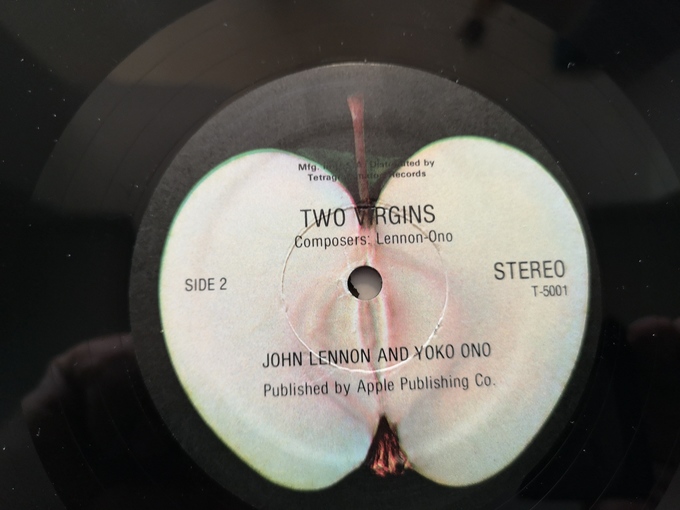 Mfg. Distributed by
Records
TWO VIRGINS
Composers: Lennon-Ono
SIDE 2
STEREO
T-5001
JOHN LENNON AND YOKO ONO
Published by Apple Publishing Co.